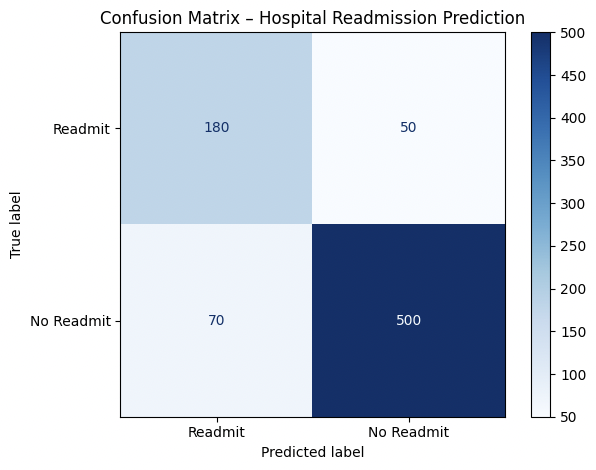 Confusion Matrix – Hospital Readmission Prediction
True label
Readmit
No Readmit
180
50
70
500
Readmit
No Readmit
Predicted label
500
450
400
350
300
250
200
150
100
50